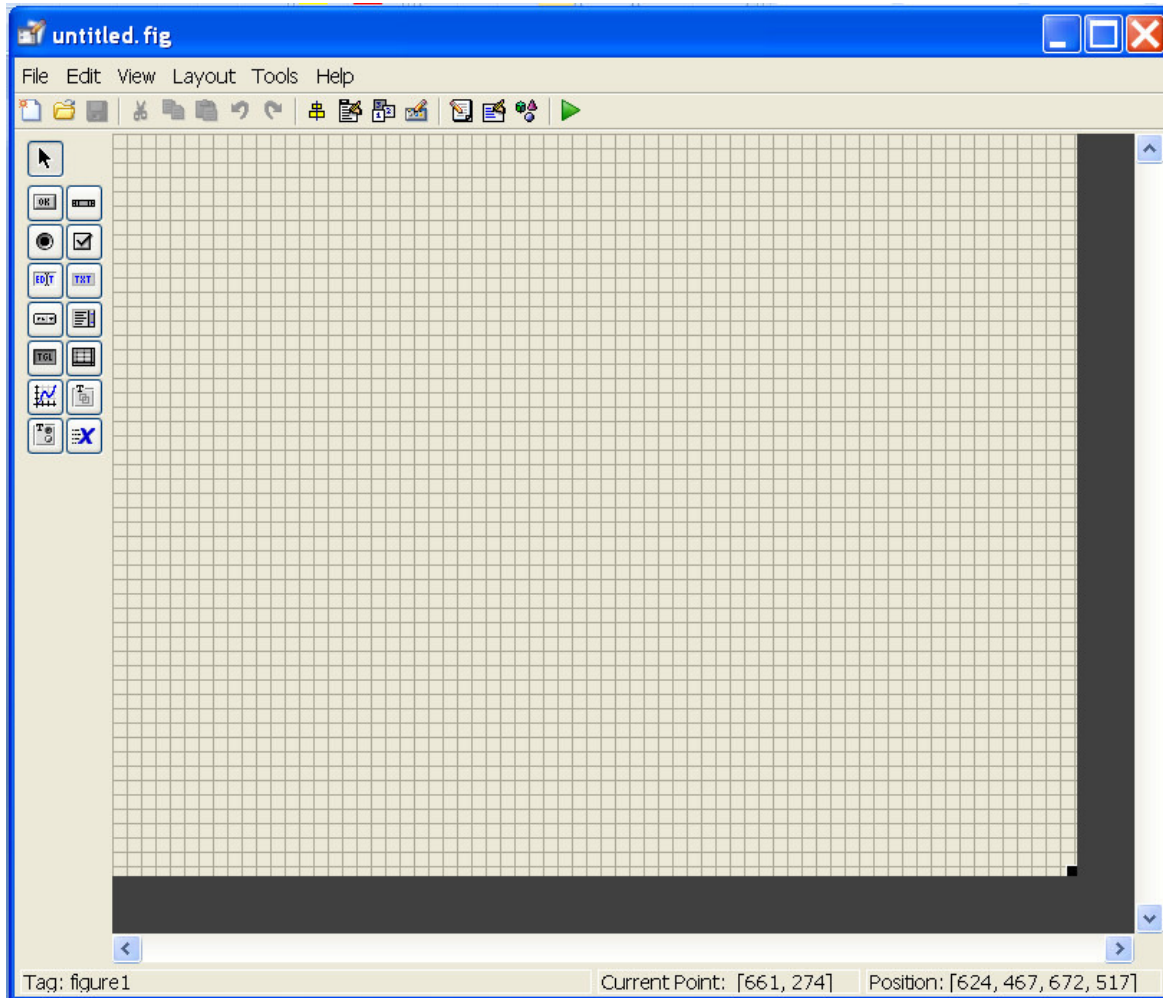 untitled.fig
File Edit View Layout Tools Help
OK
EDIT TXT
TGL
Tag: figure1 Current Point: [661, 274] Position: [624, 467, 672, 517]